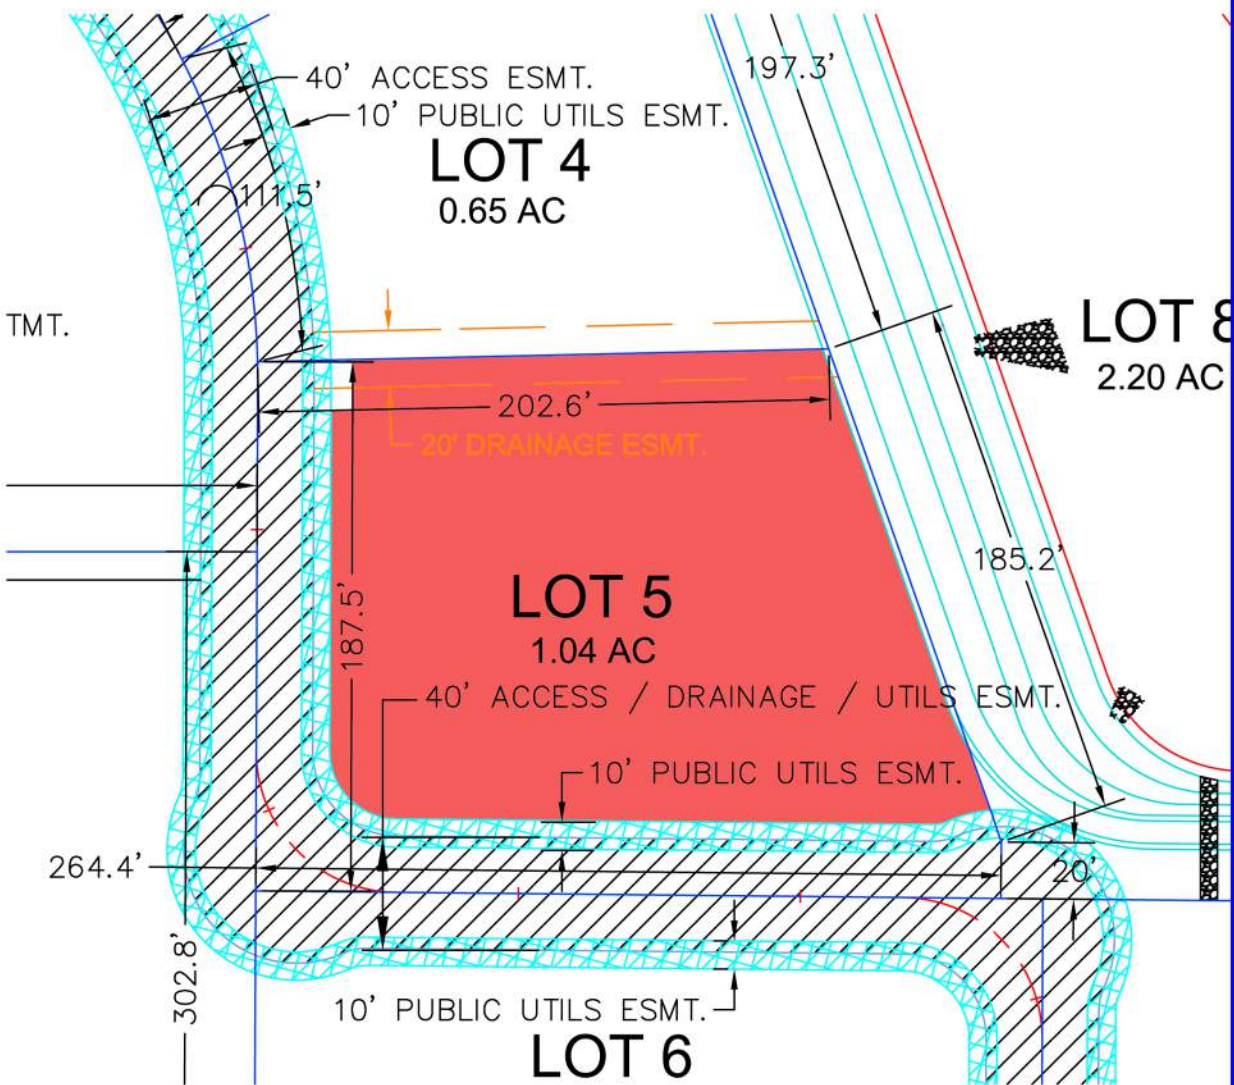 197.3'
40' ACCESS ESMT.
10' PUBLIC UTILS ESMT.
LOT 4
0.65 AC
111.5'
TMT.
LOT 8
2.20 AC
202.6'
20' DRAINAGE ESMT.
185.2'
LOT 5
1.04 AC
187.5'
40' ACCESS / DRAINAGE / UTILS ESMT.
10' PUBLIC UTILS ESMT.
264.4'
20'
302.8'
10' PUBLIC UTILS ESMT.
LOT 6